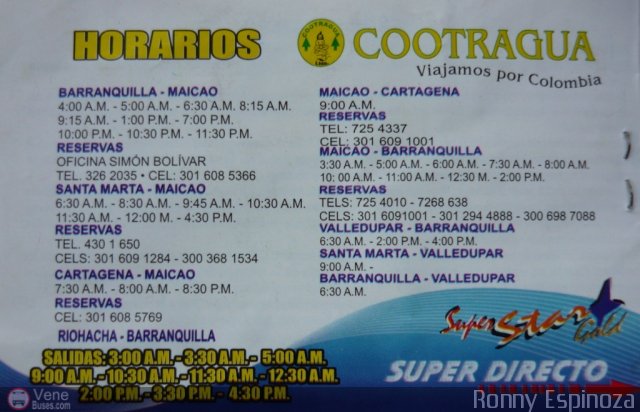 HORARIOS
COOTRAGUA
Viajamos por Colombia
BARRANQUILLA - MAICAO
4:00 A.M. - 5:00 A.M. - 6:30 A.M. 8:15 A.M.
9:15 A.M. - 1:00 P.M. - 7:00 P.M.
10:00 P.M. - 10:30 P.M. - 11:30 P.M.
RESERVAS
OFICINA SIMÓN BOLÍVAR
TEL. 326 2035 • CEL: 301 608 5366
SANTA MARTA - MAICAO
6:30 A.M. - 8:30 A.M. - 9:45 A.M. - 10:30 A.M.
11:30 A.M. - 12:00 M. - 4:30 P.M.
RESERVAS
TEL. 430 1 650
CELS: 301 609 1284 - 300 368 1534
CARTAGENA - MAICAO
7:30 A.M. - 8:00 A.M. - 8:30 P.M.
RESERVAS
CEL: 301 608 5769
RIOHACHA - BARRANQUILLA
SALIDAS: 3:00 A.M. - 3:30 A.M. - 5:00 A.M.
9:00 A.M. - 10:30 A.M. - 11:30 A.M. - 12:30 A.M.
2:00 P.M. - 3:30 P.M. - 4:30 P.M.
MAICAO - CARTAGENA
9:00 A.M.
RESERVAS
TEL: 725 4337
CEL: 301 609 1001
MAICAO - BARRANQUILLA
3:30 A.M. - 5:00 A.M. - 6:00 A.M. - 7:30 A.M. - 8:00 A.M.
10: 00 A.M. - 11:00 A.M. - 12:30 M. - 2:00 P.M.
RESERVAS
TELS: 725 4010 - 7268 638
CELS: 301 6091001 - 301 294 4888 - 300 698 7088
VALLEDUPAR - BARRANQUILLA
6:30 A.M. - 2:00 P.M. - 4:00 P.M.
SANTA MARTA - VALLEDUPAR
9:00 A.M. -
BARRANQUILLA - VALLEDUPAR
6:30 A.M.
Super Star Gold
SUPER DIRECTO
Vene
Buses.com
Ronny Espinoza